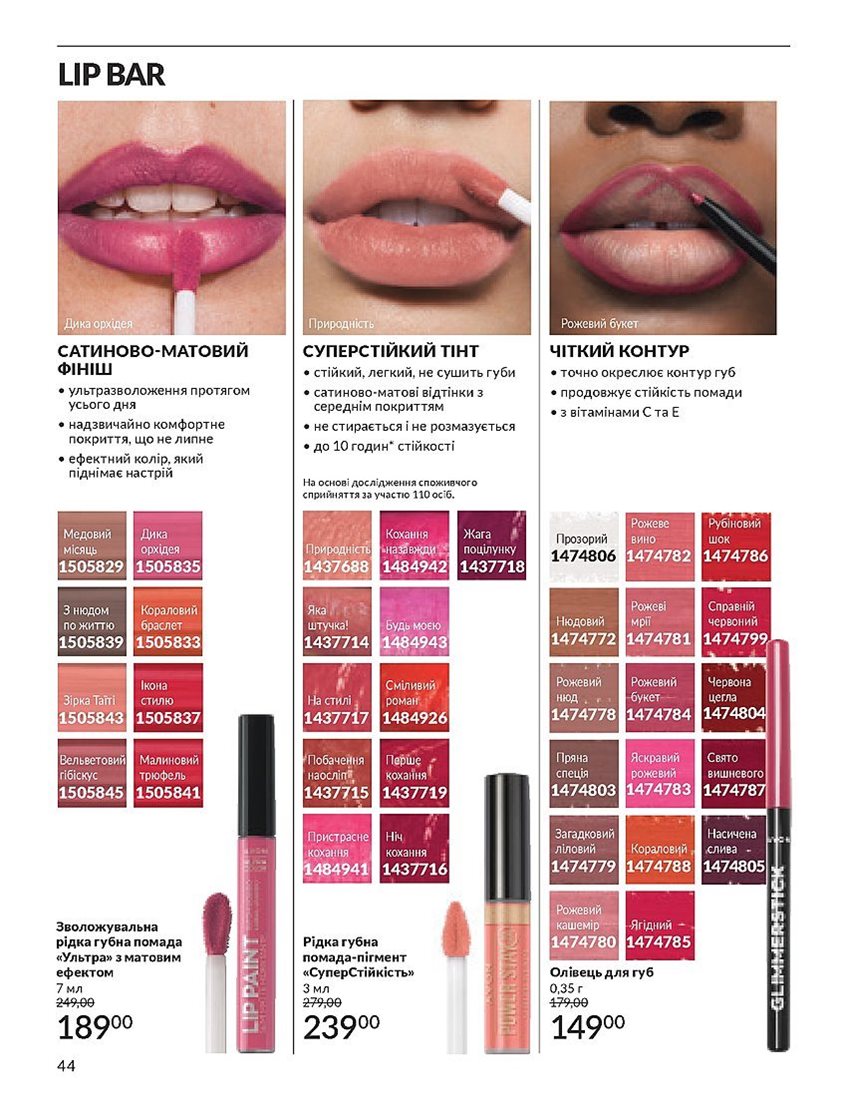 LIP BAR
Дика орхідея
САТИНОВО-МАТОВИЙ
ФІНІШ
• ультразволоження протягом
усього дня
• надзвичайно комфортне
покриття, що не липне
• ефектний колір, який
піднімає настрій
Медовий
місяць
1505829
Дика
орхідея
1505835
З нюдом
по життю
1505839
Кораловий
браслет
1505833
Зірка Таїті
1505843
Ікона
стилю
1505837
Вельветовий
гібіскус
1505845
Малиновий
трюфель
1505841
LIP PAINT
Зволожувальна
рідка губна помада
«Ультра» з матовим
ефектом
7 мл
249,00
18900
Природність
СУПЕРСТІЙКИЙ ТІНТ
• стійкий, легкий, не сушить губи
• сатиново-матові відтінки з
середнім покриттям
• не стирається і не розмазується
• до 10 годин* стійкості
На основі дослідження споживчого
сприйняття за участю 110 осіб.
Природність
1437688
Кохання
назавжди
1484942
Жага
поцілунку
1437718
Яка
штучка!
1437714
Будь моєю
1484943
На стилі
1437717
Сміливий
роман
1484926
Побачення
наосліп
1437715
Перше
кохання
1437719
Пристрасне
кохання
1484941
Ніч
кохання
1437716
AVON
POWER STAY
Рідка губна
помада-пігмент
«СуперСтійкість»
3 мл
279,00
23900
Рожевий букет
ЧІТКИЙ КОНТУР
• точно окреслює контур губ
• продовжує стійкість помади
• з вітамінами С та Е
Прозорий
1474806
Рожеве
вино
1474782
Рубіновий
шок
1474786
Нюдовий
1474772
Рожеві
мрії
1474781
Справній
червоний
1474799
Рожевий
нюд
1474778
Рожевий
букет
1474784
Червона
цегла
1474804
Пряна
спеція
1474803
Яскравий
рожевий
1474783
Свято
вишневого
1474787
Загадковий
ліловий
1474779
Кораловий
1474788
Насичена
слива
1474805
Рожевий
кашемір
1474780
Ягідний
1474785
GLIMMERSTICK
Олівець для губ
0,35 г
179,00
14900
44